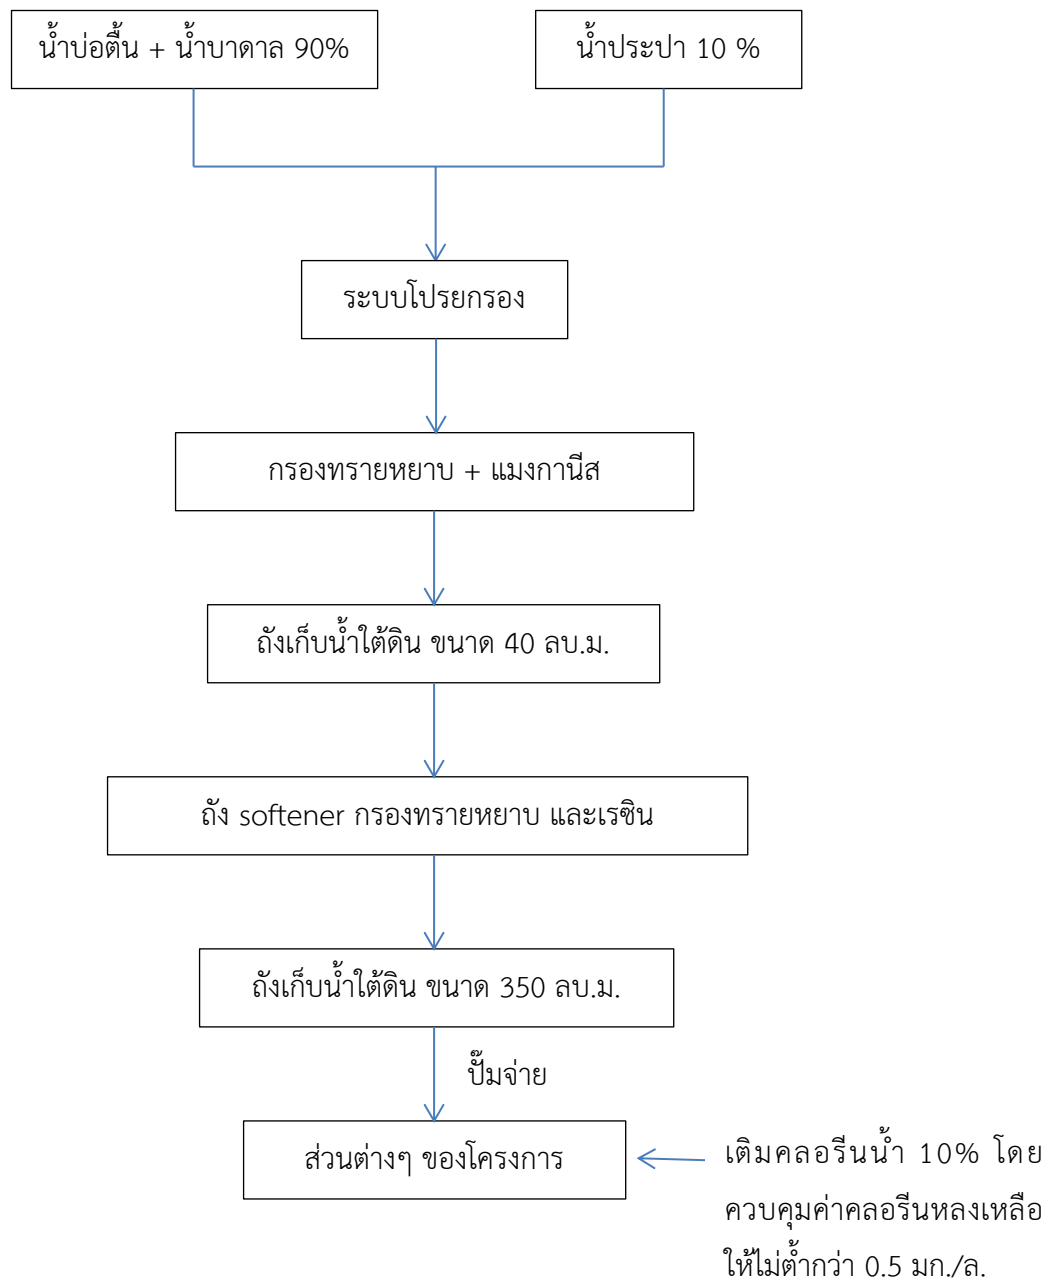 น้ำบ่อตื้น + น้ำบาดาล 90%
น้ำประปา 10 %
ระบบโปรยกรอง
กรองทรายหยาบ + แมงกานีส
ถังเก็บน้ำใต้ดิน ขนาด 40 ลบ.ม.
ถัง softener กรองทรายหยาบ และเรซิน
ถังเก็บน้ำใต้ดิน ขนาด 350 ลบ.ม.
ปั๊มจ่าย
ส่วนต่างๆ ของโครงการ
เติมคลอรีนน้ำ 10% โดย
ควบคุมค่าคลอรีนหลงเหลือ
ให้ไม่ต่ำกว่า 0.5 มก./ล.